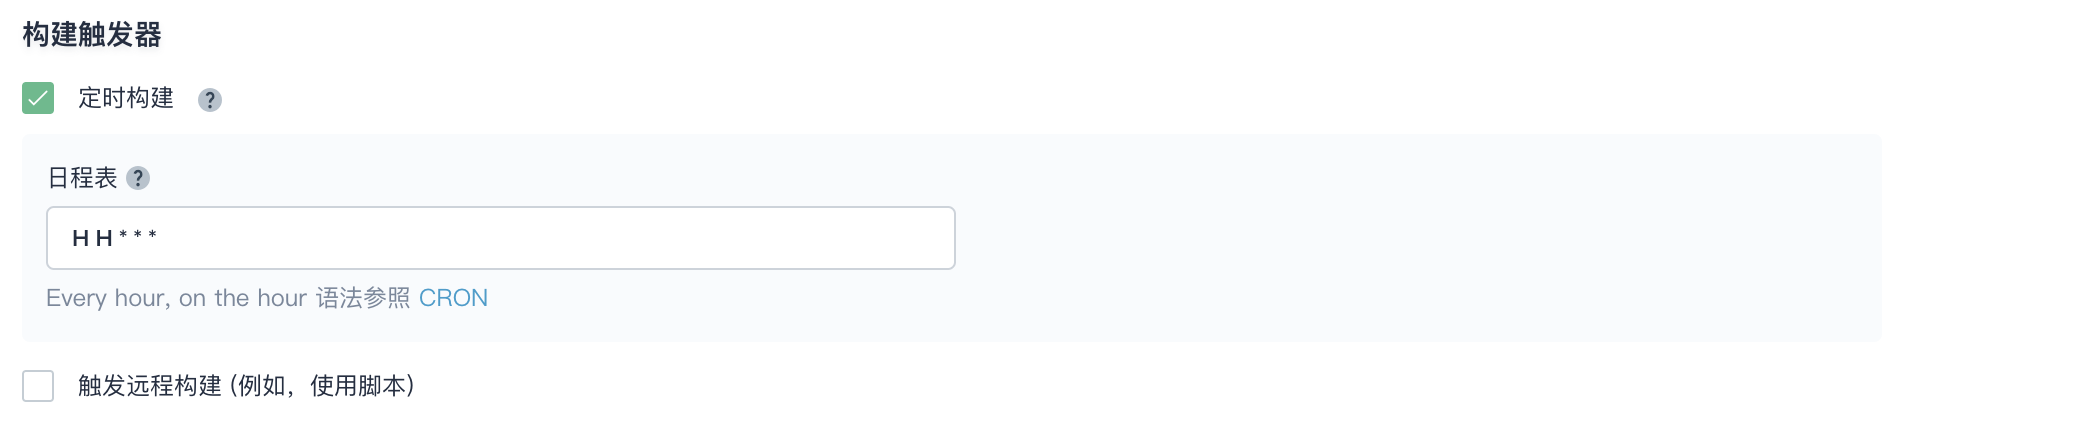 构建触发器
定时构建 ?
日程表 ?
H H * * *
Every hour, on the hour 语法参照 CRON
触发远程构建 (例如，使用脚本)